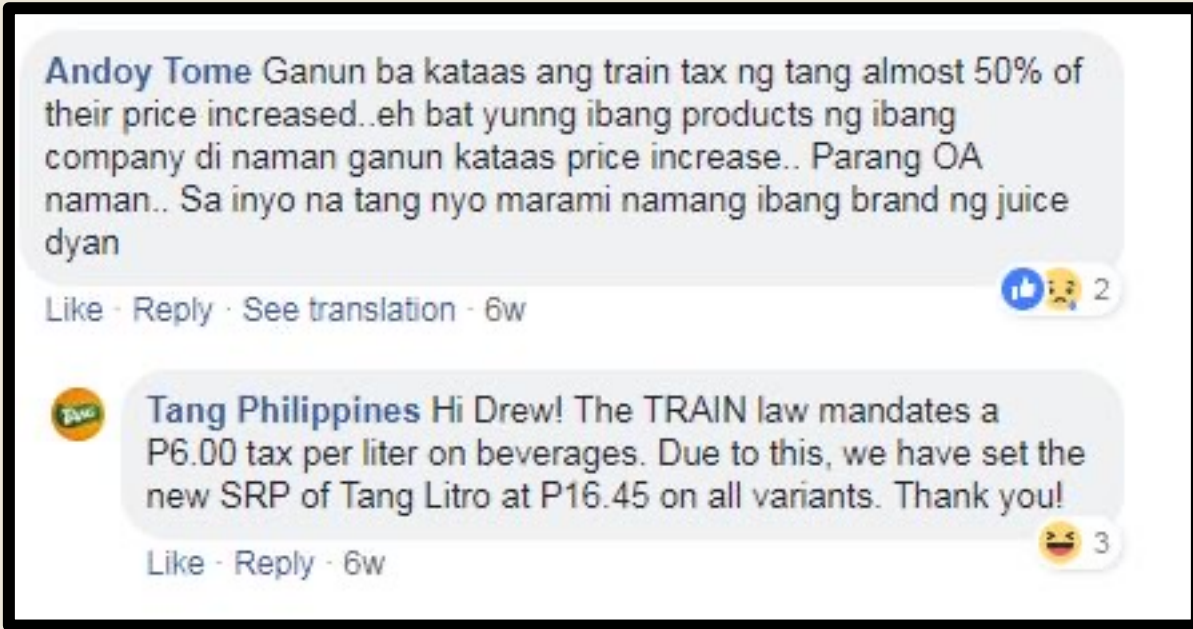 Andoy Tome Ganun ba kataas ang train tax ng tang almost 50% of
their price increased..eh bat yunng ibang products ng ibang
company di naman ganun kataas price increase.. Parang OA
naman.. Sa inyo na tang nyo marami namang ibang brand ng juice
dyan
2
Like · Reply · See translation · 6w
TANG
Tang Philippines Hi Drew! The TRAIN law mandates a
P6.00 tax per liter on beverages. Due to this, we have set the
new SRP of Tang Litro at P16.45 on all variants. Thank you!
3
Like · Reply · 6w